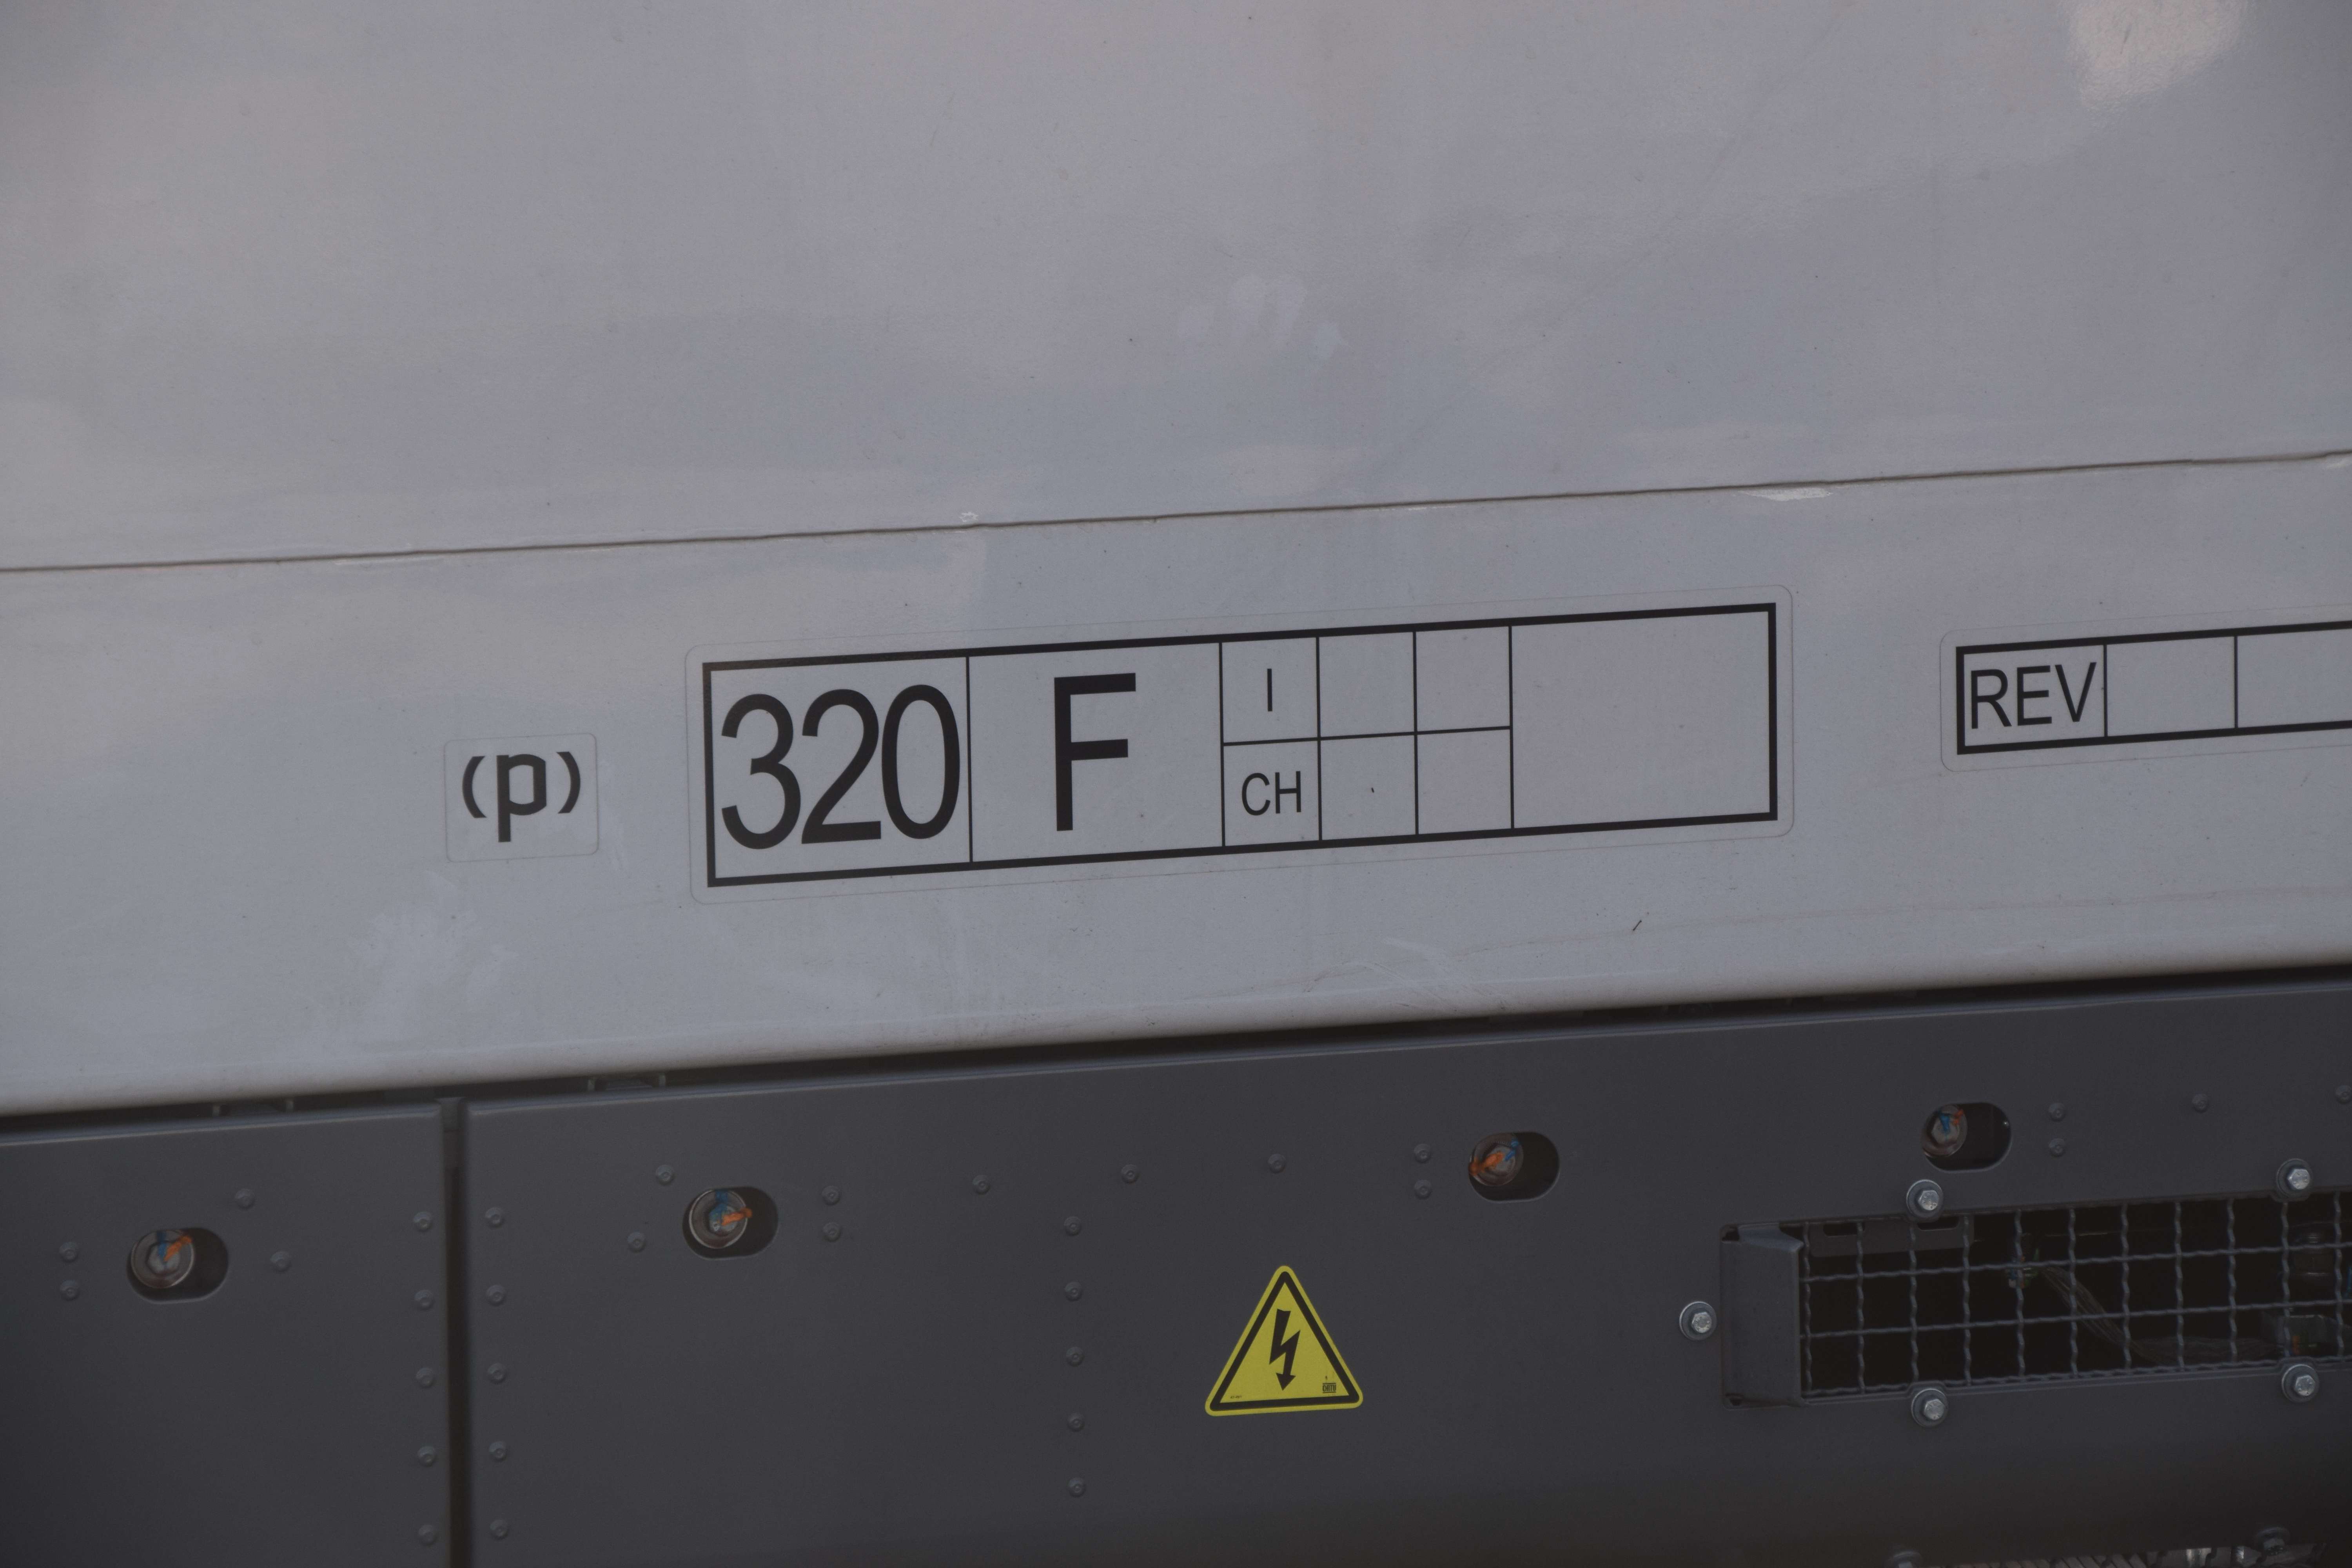 (p)
320 F I
CH
REV